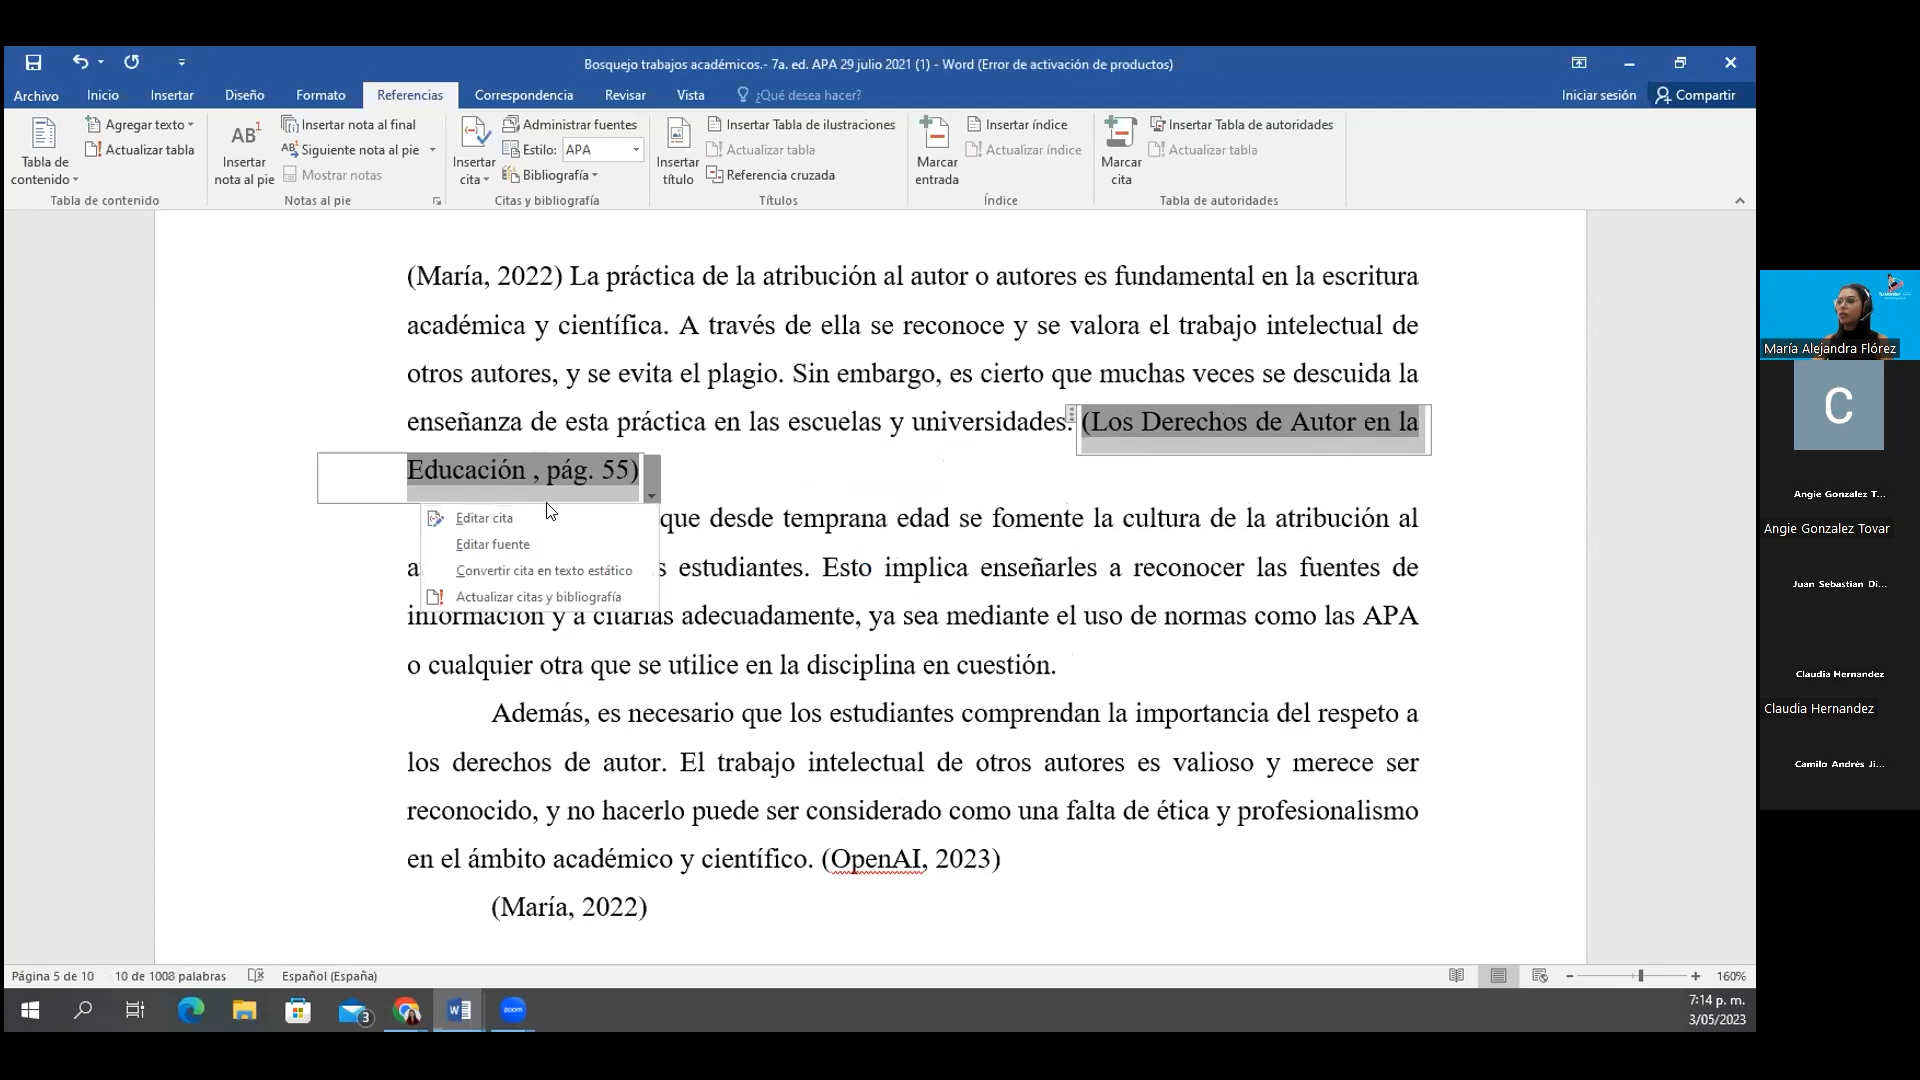 Bosquejo trabajos académicos.- 7a. ed. APA 29 julio 2021 (1) - Word (Error de activación de productos)
Archivo Inicio Insertar Diseño Formato Referencias Correspondencia Revisar Vista ¿Qué desea hacer? Iniciar sesión Compartir
Tabla de contenido
Agregar texto
Actualizar tabla
Tabla de contenido
AB1
Insertar nota al pie
Insertar nota al final
Siguiente nota al pie
Mostrar notas
Notas al pie
Insertar cita
Administrar fuentes
Estilo: APA
Bibliografía
Citas y bibliografía
Insertar título
Insertar Tabla de ilustraciones
Actualizar tabla
Referencia cruzada
Títulos
Marcar entrada
Insertar índice
Actualizar índice
Índice
Marcar cita
Insertar Tabla de autoridades
Actualizar tabla
Tabla de autoridades
(María, 2022) La práctica de la atribución al autor o autores es fundamental en la escritura
académica y científica. A través de ella se reconoce y se valora el trabajo intelectual de
otros autores, y se evita el plagio. Sin embargo, es cierto que muchas veces se descuida la
enseñanza de esta práctica en las escuelas y universidades. (Los Derechos de Autor en la
Educación , pág. 55)
Editar cita
Editar fuente
Convertir cita en texto estático
Actualizar citas y bibliografía
que desde temprana edad se fomente la cultura de la atribución al
a s estudiantes. Esto implica enseñarles a reconocer las fuentes de
información y a citarlas adecuadamente, ya sea mediante el uso de normas como las APA
o cualquier otra que se utilice en la disciplina en cuestión.
Además, es necesario que los estudiantes comprendan la importancia del respeto a
los derechos de autor. El trabajo intelectual de otros autores es valioso y merece ser
reconocido, y no hacerlo puede ser considerado como una falta de ética y profesionalismo
en el ámbito académico y científico. (OpenAI, 2023)
(María, 2022)
Página 5 de 10 10 de 1008 palabras Español (España) 160%
3
zoom
7:14 p. m.
3/05/2023
María Alejandra Flórez
C
Angie Gonzalez T...
Angie Gonzalez Tovar
Juan Sebastian Di...
Claudia Hernandez
Claudia Hernandez
Camilo Andrés Ji...